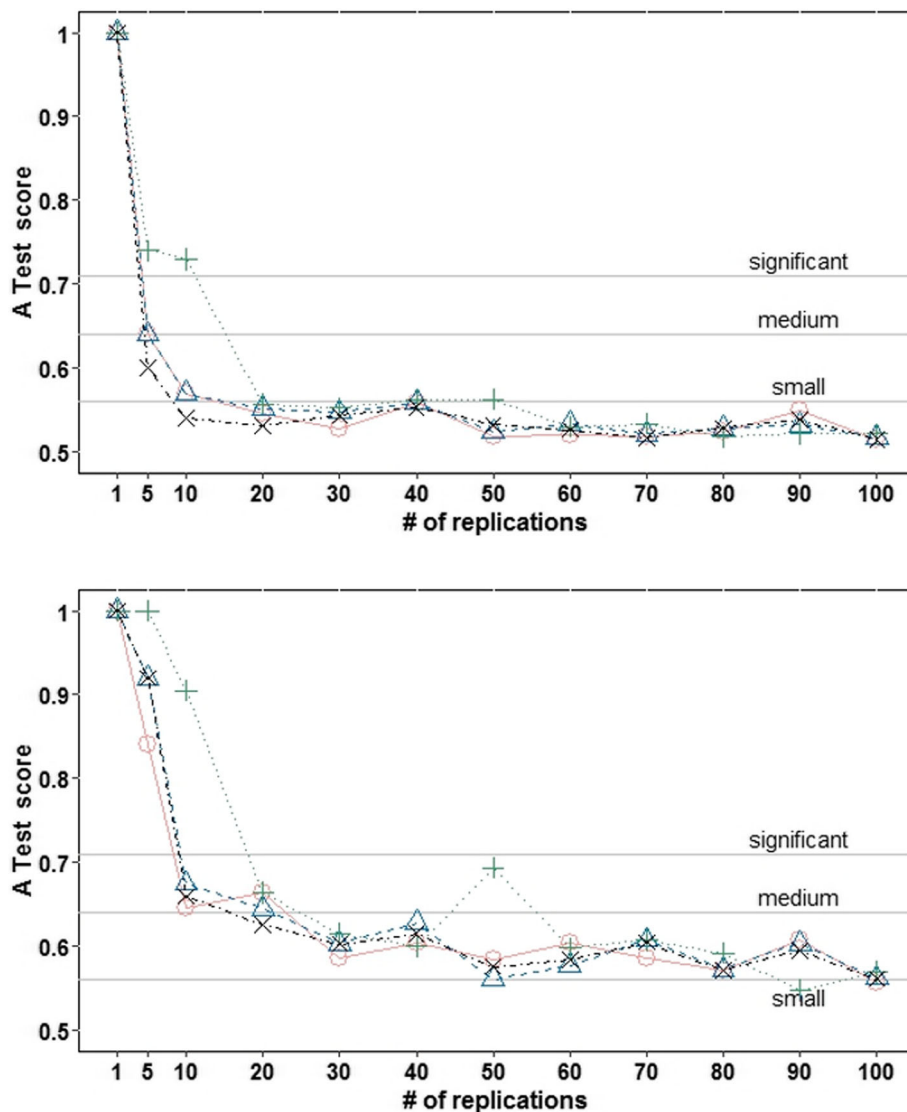 1
0.9
0.8
0.7
0.6
0.5
A Test score
significant
medium
small
1 5 10 20 30 40 50 60 70 80 90 100
# of replications
1
0.9
0.8
0.7
0.6
0.5
A Test score
significant
medium
small
1 5 10 20 30 40 50 60 70 80 90 100
# of replications